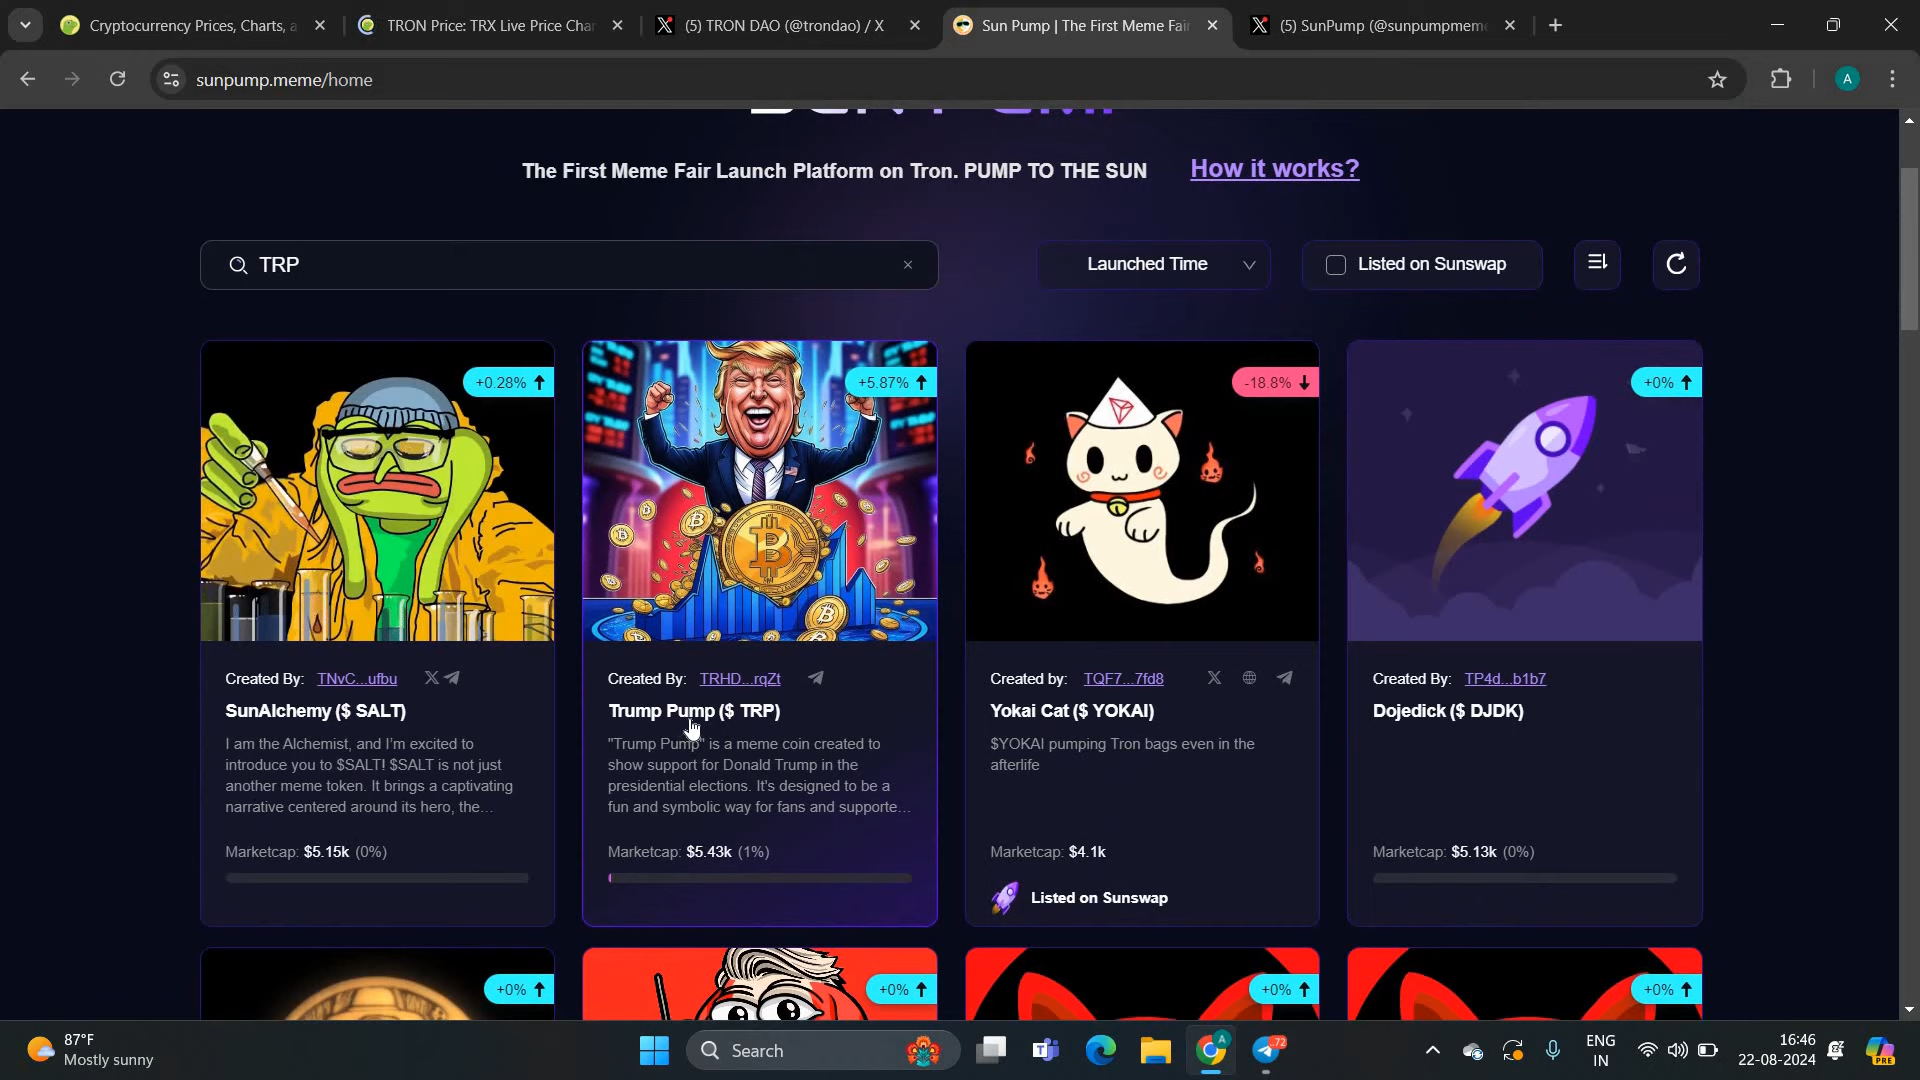 Cryptocurrency Prices, Charts, a
TRON Price: TRX Live Price Char
(5) TRON DAO (@trondao) / X
Sun Pump | The First Meme Fair
(5) SunPump (@sunpumpmeme
sunpump.meme/home
A
The First Meme Fair Launch Platform on Tron. PUMP TO THE SUN
How it works?
TRP
Launched Time
Listed on Sunswap
+0.28%
+5.87%
-18.8%
+0%
Created By: TNvC...ufbu
SunAlchemy ($ SALT)
I am the Alchemist, and I'm excited to
introduce you to $SALT! $SALT is not just
another meme token. It brings a captivating
narrative centered around its hero, the...
Marketcap: $5.15k (0%)
Created By: TRHD...rqZt
Trump Pump ($ TRP)
"Trump Pump" is a meme coin created to
show support for Donald Trump in the
presidential elections. It's designed to be a
fun and symbolic way for fans and supporte...
Marketcap: $5.43k (1%)
Created by: TQF7...7fd8
Yokai Cat ($ YOKAI)
$YOKAI pumping Tron bags even in the
afterlife
Marketcap: $4.1k
Listed on Sunswap
Created By: TP4d...b1b7
Dojedick ($ DJDK)
Marketcap: $5.13k (0%)
+0%
+0%
+0%
+0%
87°F
Mostly sunny
Search
72
ENG
IN
16:46
22-08-2024
PRE